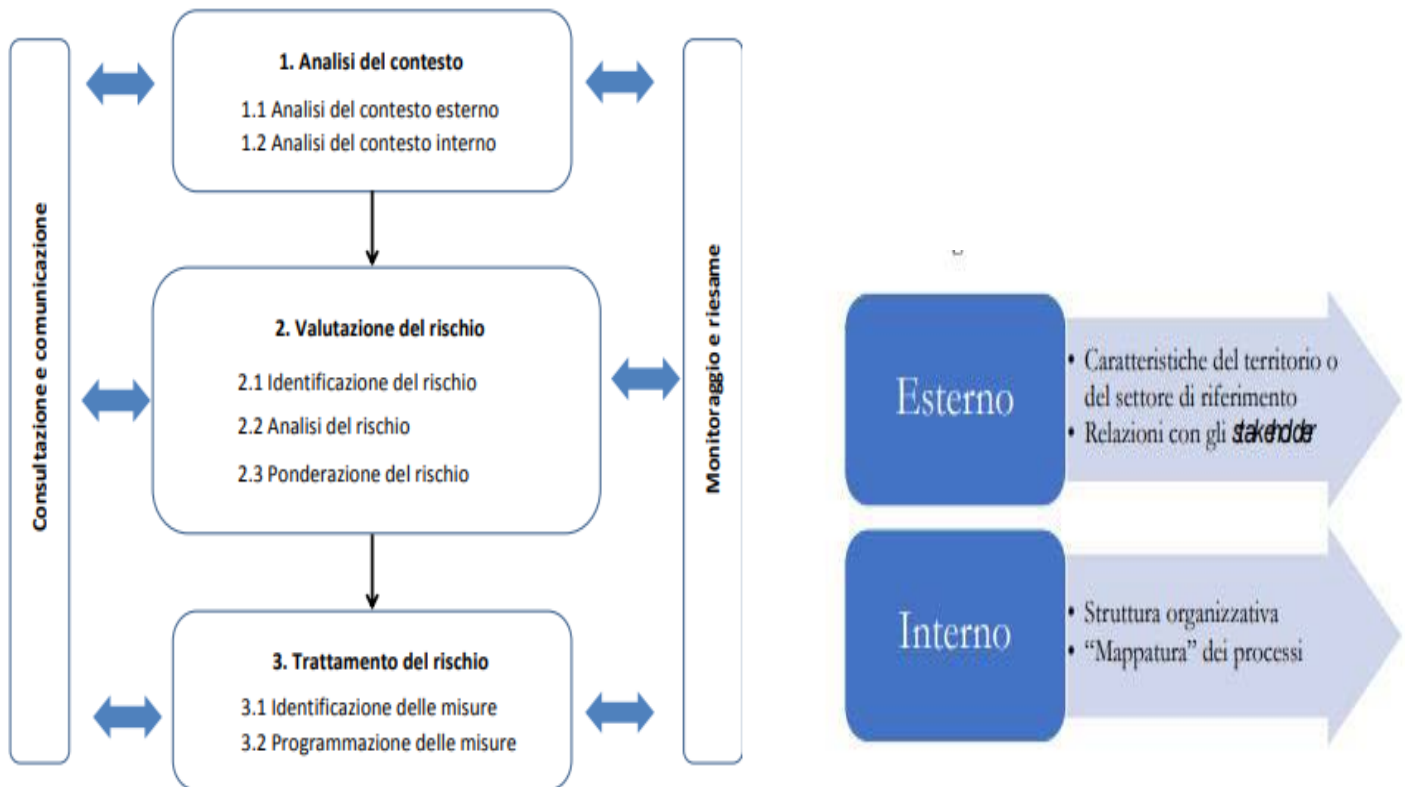 Consultazione e comunicazione
1. Analisi del contesto
1.1 Analisi del contesto esterno
1.2 Analisi del contesto interno
2. Valutazione del rischio
2.1 Identificazione del rischio
2.2 Analisi del rischio
2.3 Ponderazione del rischio
3. Trattamento del rischio
3.1 Identificazione delle misure
3.2 Programmazione delle misure
Monitoraggio e riesame
Esterno
• Caratteristiche del territorio o
del settore di riferimento
• Relazioni con gli stakeholder
Interno
• Struttura organizzativa
• “Mappatura” dei processi